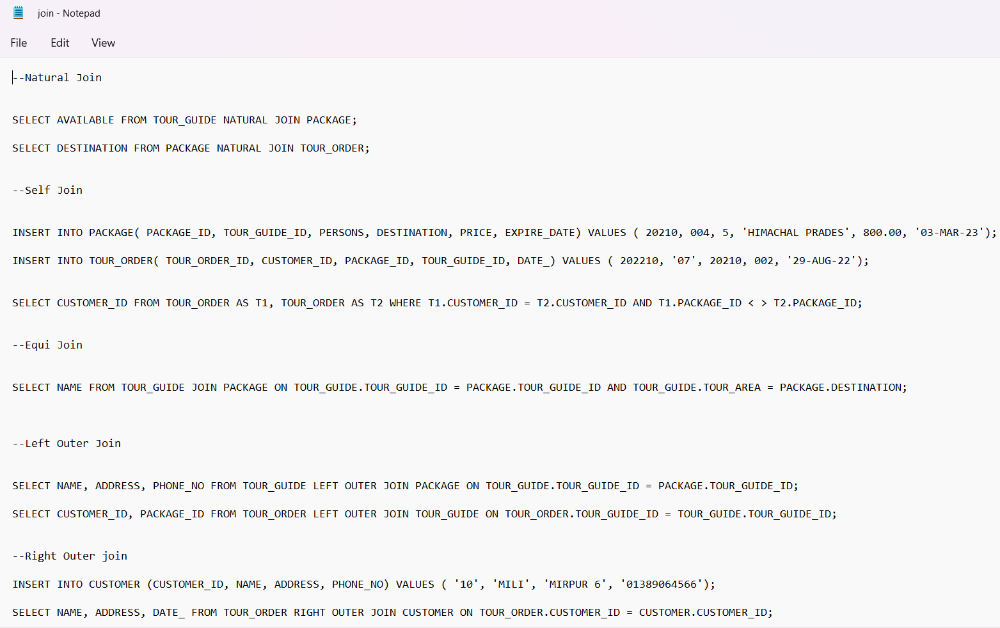 join - Notepad
File Edit View
--Natural Join
SELECT AVAILABLE FROM TOUR_GUIDE NATURAL JOIN PACKAGE;
SELECT DESTINATION FROM PACKAGE NATURAL JOIN TOUR_ORDER;
--Self Join
INSERT INTO PACKAGE( PACKAGE_ID, TOUR_GUIDE_ID, PERSONS, DESTINATION, PRICE, EXPIRE_DATE) VALUES ( 20210, 004, 5, 'HIMACHAL PRADES', 800.00, '03-MAR-23');
INSERT INTO TOUR_ORDER( TOUR_ORDER_ID, CUSTOMER_ID, PACKAGE_ID, TOUR_GUIDE_ID, DATE_) VALUES ( 202210, '07', 20210, 002, '29-AUG-22');
SELECT CUSTOMER_ID FROM TOUR_ORDER AS T1, TOUR_ORDER AS T2 WHERE T1.CUSTOMER_ID = T2.CUSTOMER_ID AND T1.PACKAGE_ID < > T2.PACKAGE_ID;
--Equi Join
SELECT NAME FROM TOUR_GUIDE JOIN PACKAGE ON TOUR_GUIDE.TOUR_GUIDE_ID = PACKAGE.TOUR_GUIDE_ID AND TOUR_GUIDE.TOUR_AREA = PACKAGE.DESTINATION;
--Left Outer Join
SELECT NAME, ADDRESS, PHONE_NO FROM TOUR_GUIDE LEFT OUTER JOIN PACKAGE ON TOUR_GUIDE.TOUR_GUIDE_ID = PACKAGE.TOUR_GUIDE_ID;
SELECT CUSTOMER_ID, PACKAGE_ID FROM TOUR_ORDER LEFT OUTER JOIN TOUR_GUIDE ON TOUR_ORDER.TOUR_GUIDE_ID = TOUR_GUIDE.TOUR_GUIDE_ID;
--Right Outer join
INSERT INTO CUSTOMER (CUSTOMER_ID, NAME, ADDRESS, PHONE_NO) VALUES ( '10', 'MILI', 'MIRPUR 6', '01389064566');
SELECT NAME, ADDRESS, DATE_ FROM TOUR_ORDER RIGHT OUTER JOIN CUSTOMER ON TOUR_ORDER.CUSTOMER_ID = CUSTOMER.CUSTOMER_ID;